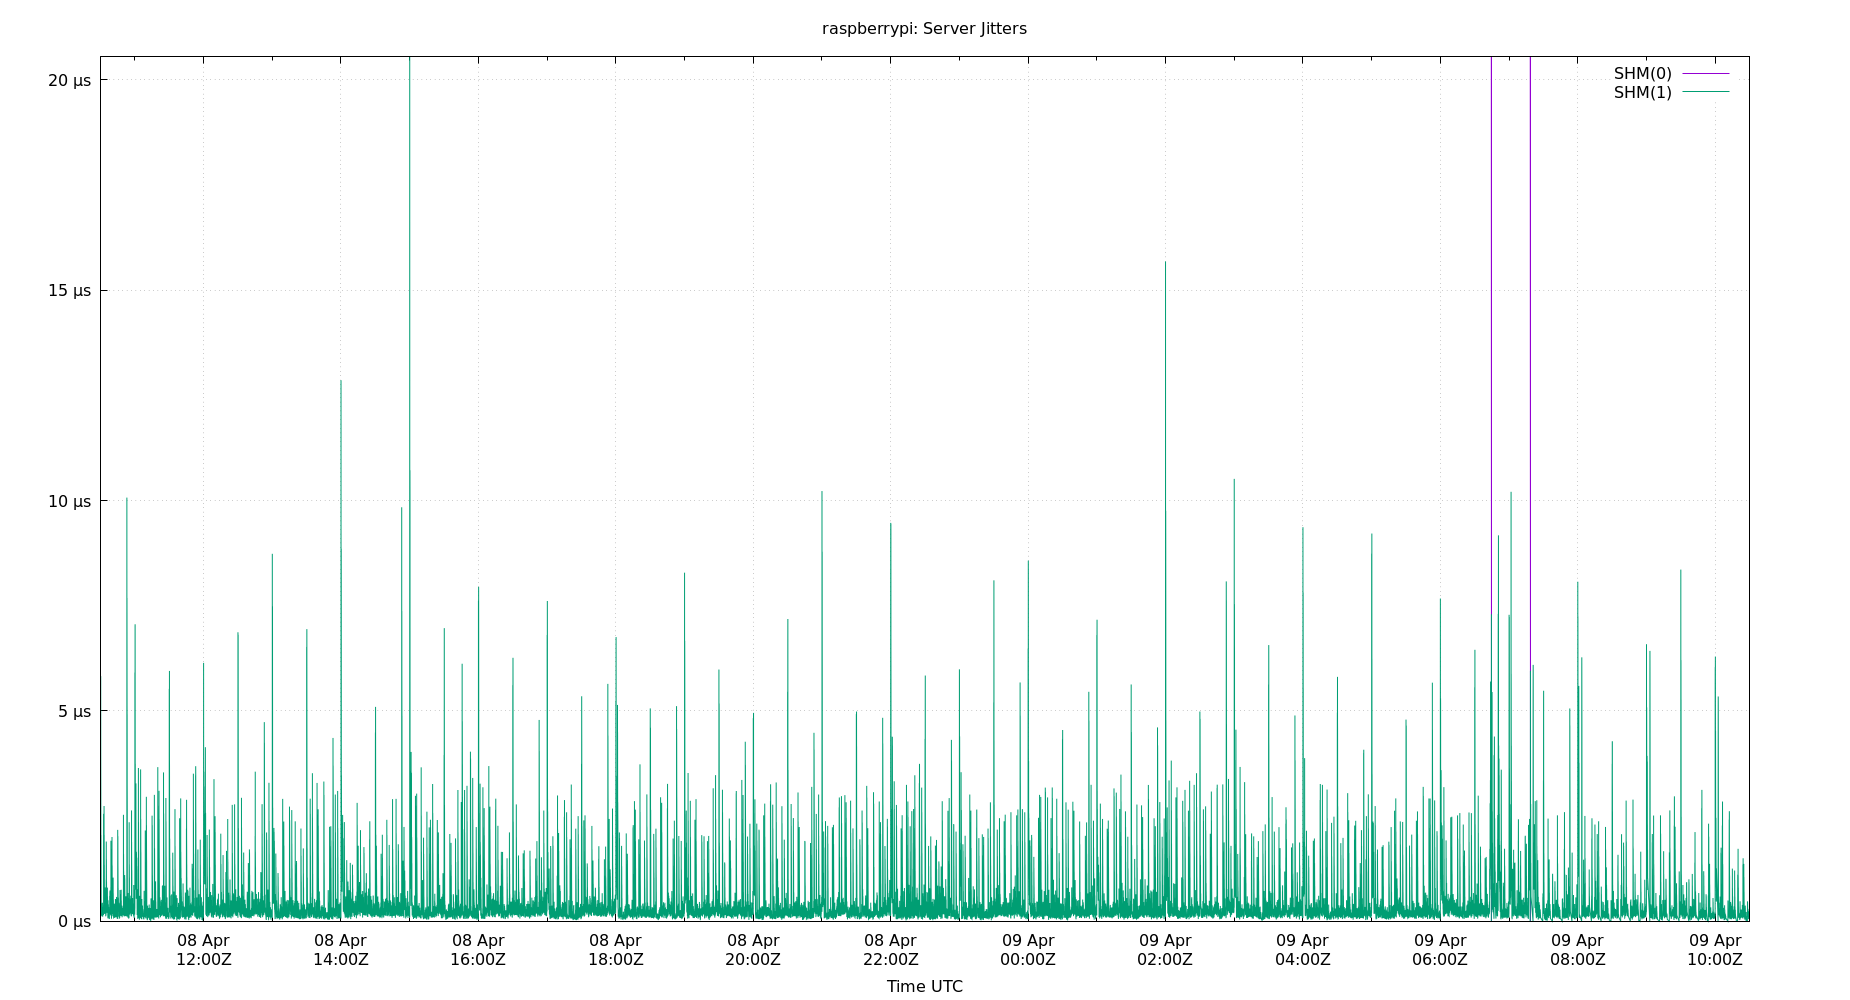 raspberrypi: Server Jitters
SHM(0)
SHM(1)
20 µs
15 µs
10 µs
5 µs
0 µs
08 Apr 08 Apr 08 Apr 08 Apr 08 Apr 08 Apr 09 Apr 09 Apr 09 Apr 09 Apr 09 Apr 09 Apr
12:00Z 14:00Z 16:00Z 18:00Z 20:00Z 22:00Z 00:00Z 02:00Z 04:00Z 06:00Z 08:00Z 10:00Z
Time UTC